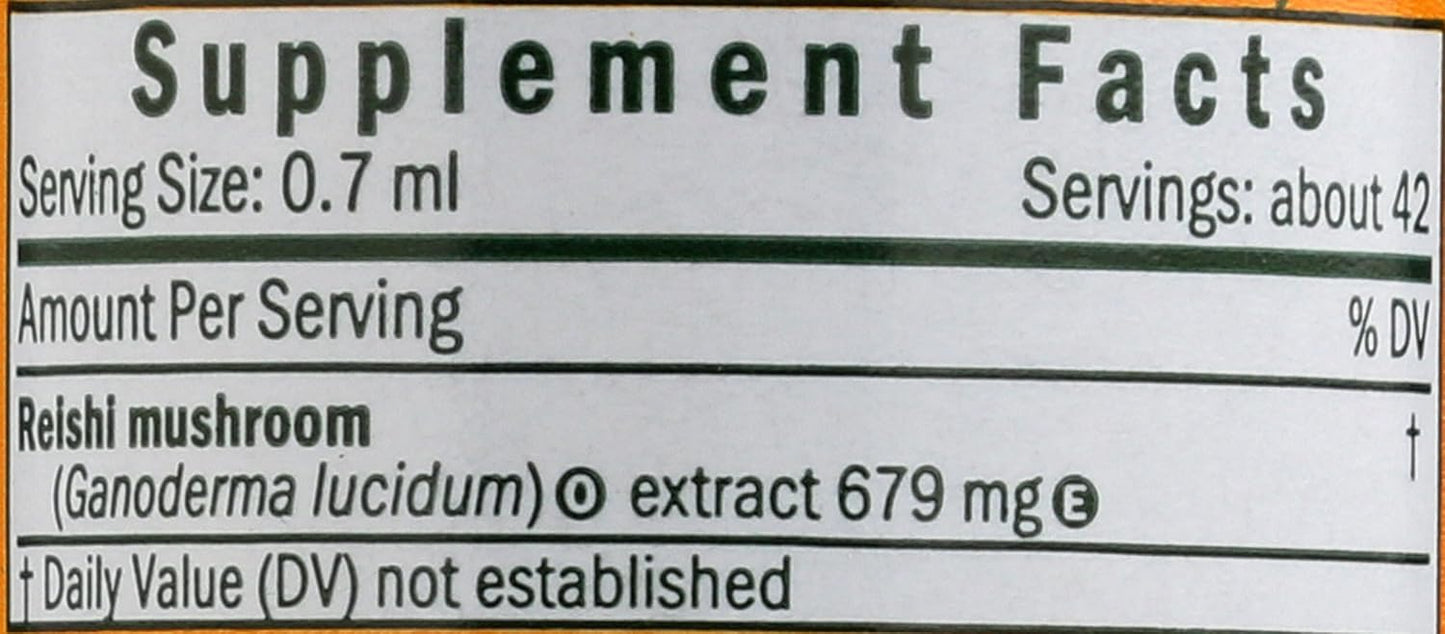 Supplement Facts
Serving Size: 0.7 ml Servings: about 42
Amount Per Serving % DV
Reishi mushroom †
(Ganoderma lucidum) Ⓞ extract 679 mg Ⓔ
† Daily Value (DV) not established